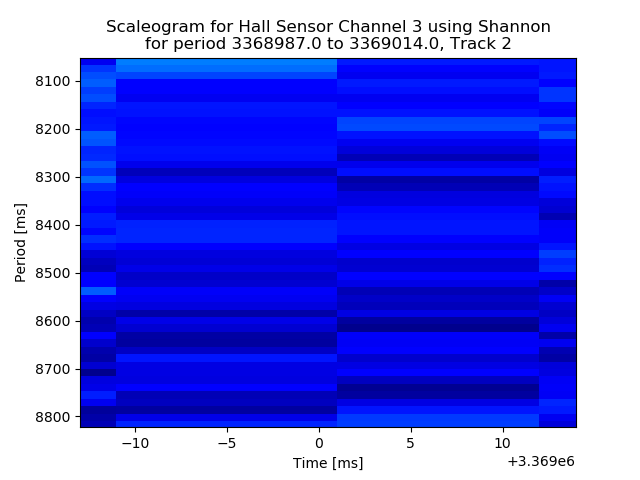 Scaleogram for Hall Sensor Channel 3 using Shannon
for period 3368987.0 to 3369014.0, Track 2
8100
8200
8300
8400
8500
8600
8700
8800
Period [ms]
−10
−5
0
5
10
Time [ms]
+3.369e6